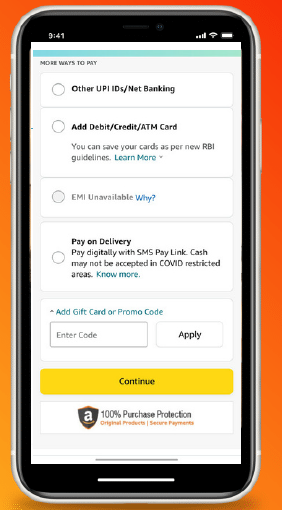 9:41
MORE WAYS TO PAY
Other UPI IDs/Net Banking
Add Debit/Credit/ATM Card
You can save your cards as per new RBI
guidelines. Learn More
EMI Unavailable Why?
Pay on Delivery
Pay digitally with SMS Pay Link. Cash
may not be accepted in COVID restricted
areas. Know more.
Add Gift Card or Promo Code
Enter Code
Apply
Continue
a
100% Purchase Protection
Original Products | Secure Payments